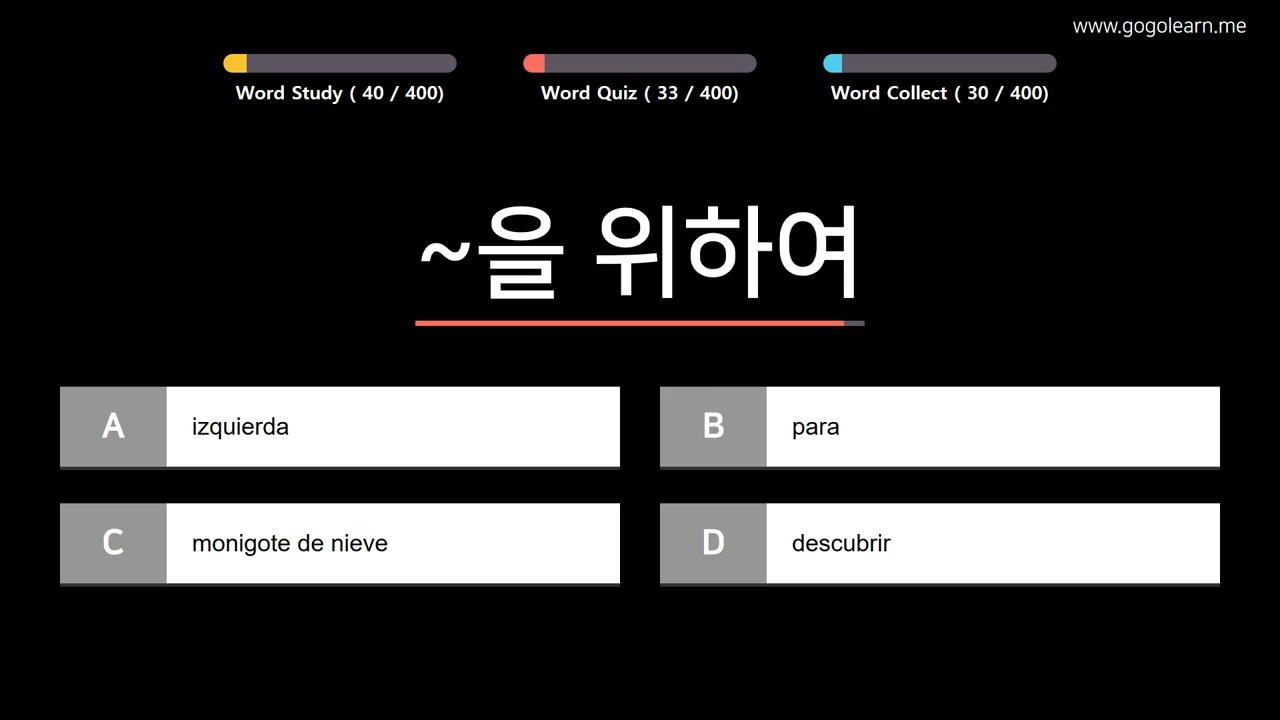 www.gogolearn.me
Word Study ( 40 / 400)
Word Quiz ( 33 / 400)
Word Collect ( 30 / 400)
~을 위하여
A izquierda
B para
C monigote de nieve
D descubrir